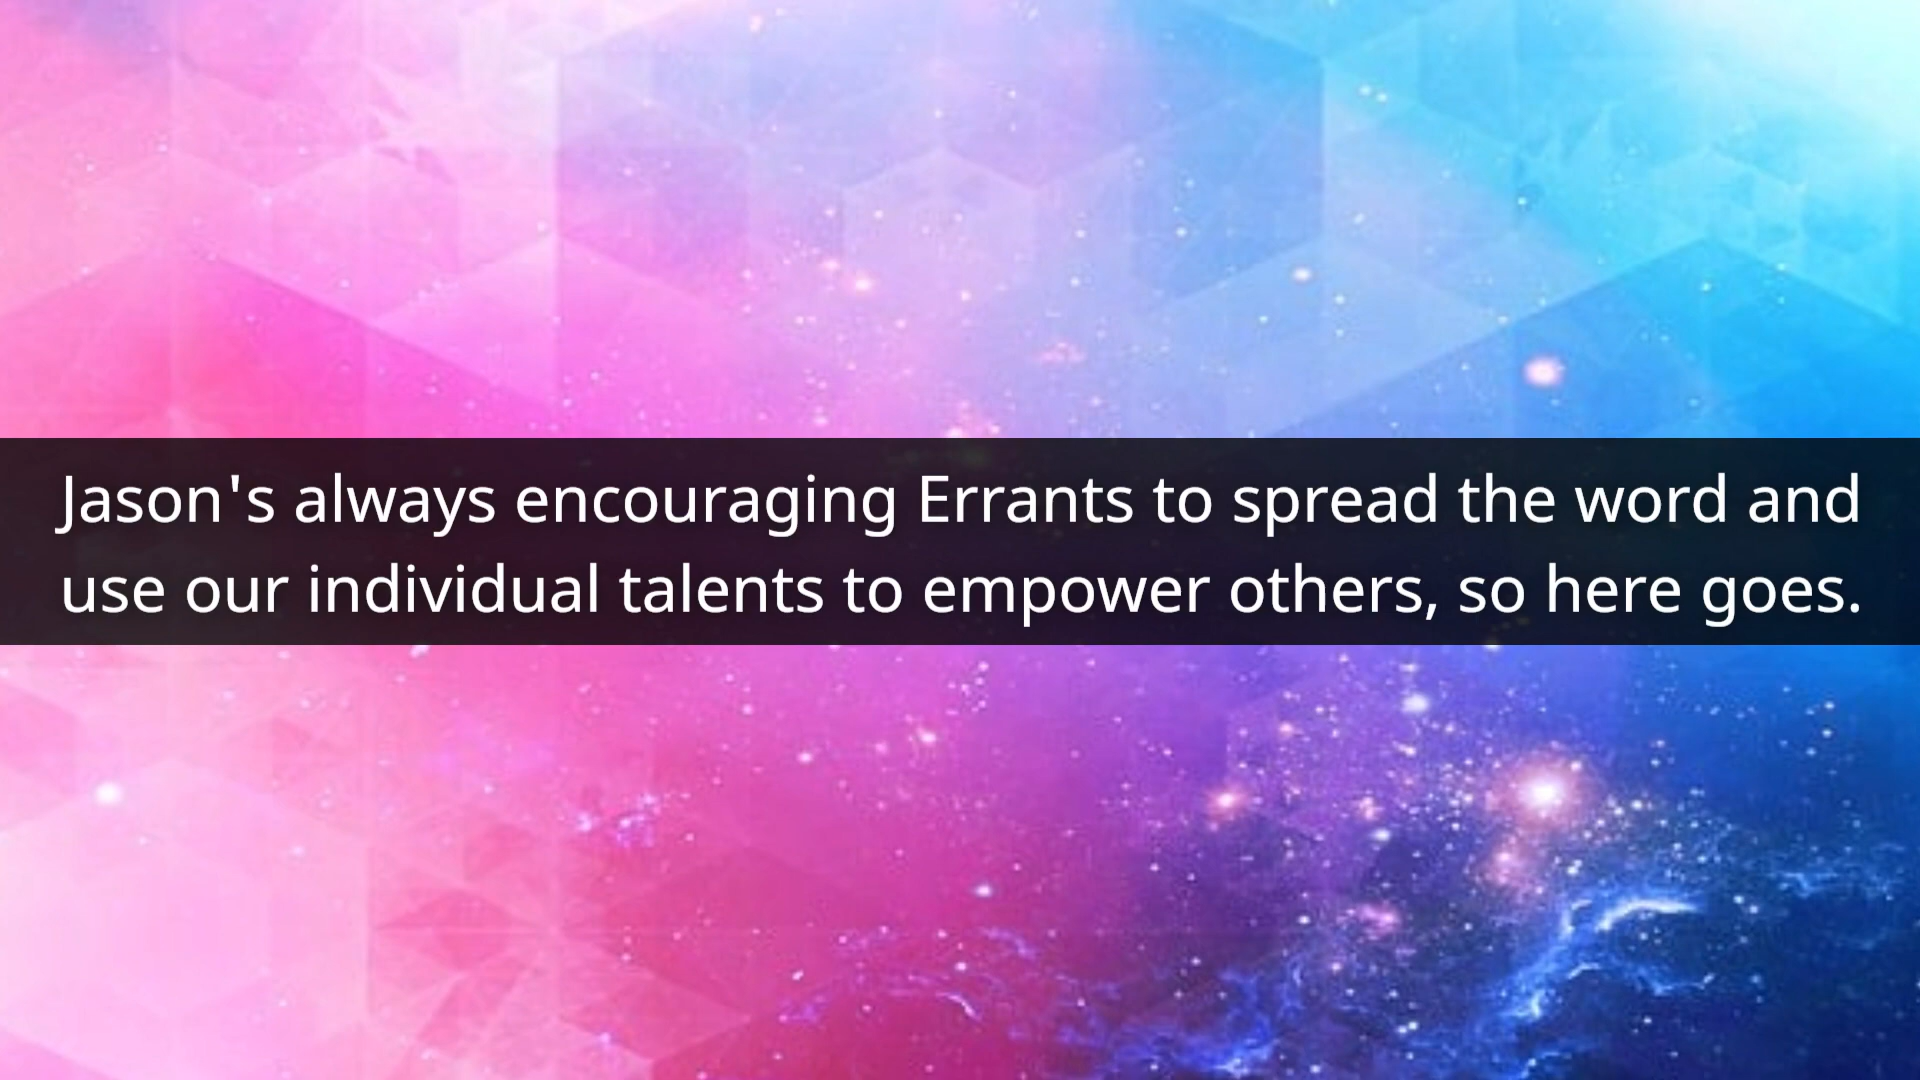 Jason's always encouraging Errants to spread the word and
use our individual talents to empower others, so here goes.